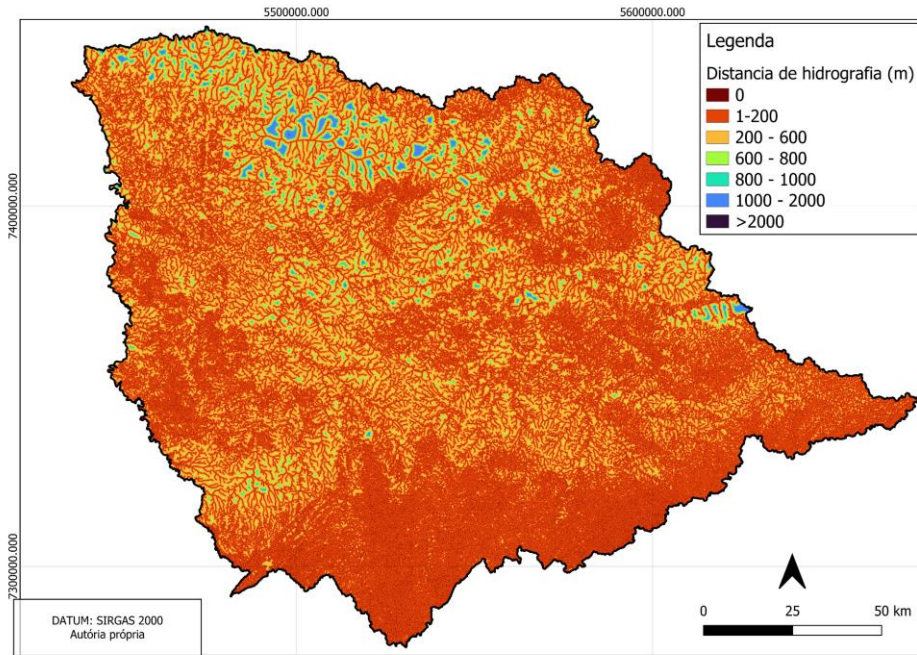 5500000.000
5600000.000
Legenda
Distancia de hidrografia (m)
0
1-200
200 - 600
600 - 800
800 - 1000
1000 - 2000
>2000
7400000.000
7300000.000
DATUM: SIRGAS 2000
Autória própria
0 25 50 km